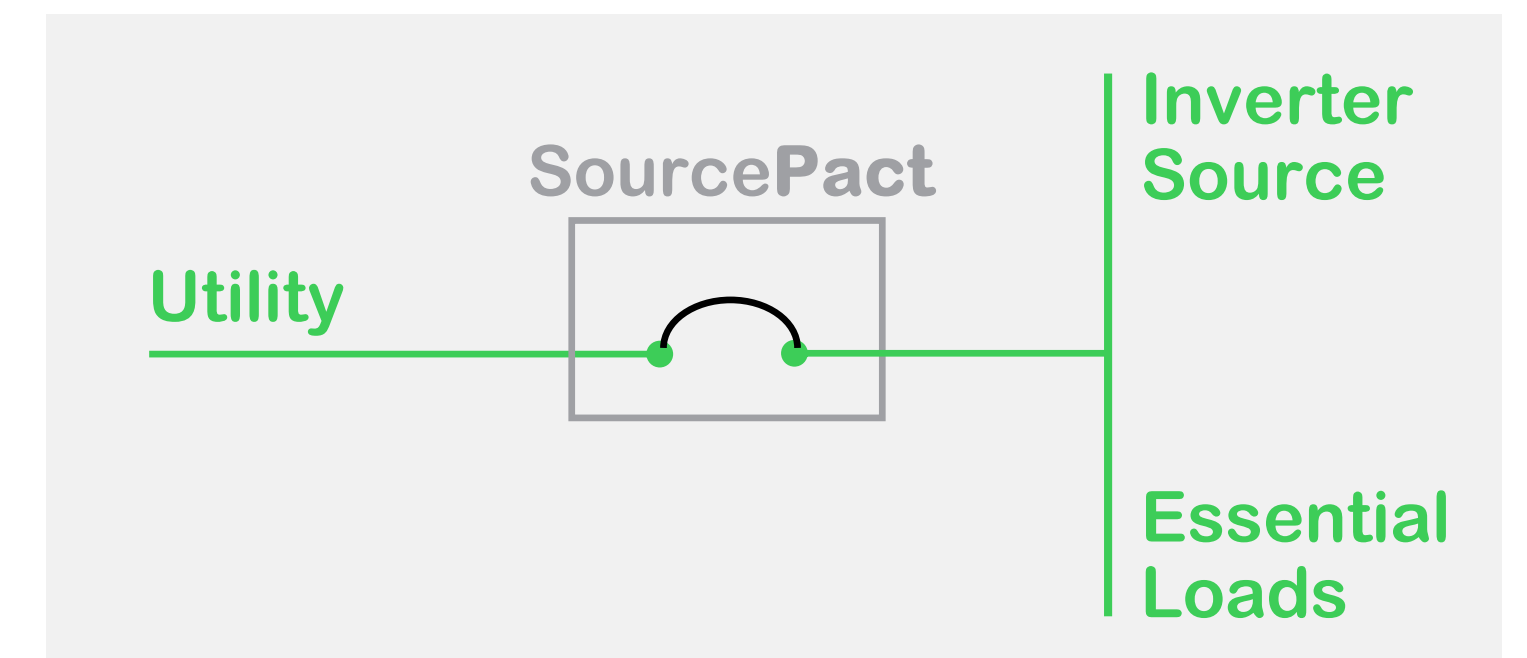 Inverter
Source
SourcePact
Utility
Essential
Loads